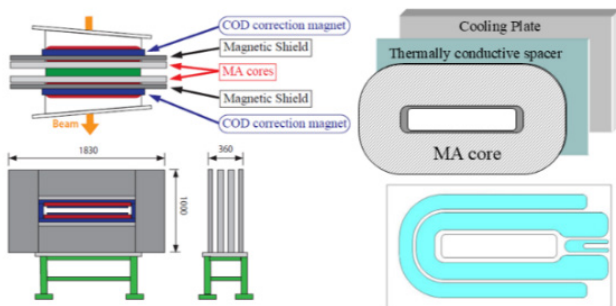 COD correction magnet
Magnetic Shield
MA cores
Magnetic Shield
COD correction magnet
Beam
Cooling Plate
Thermally conductive spacer
MA core
1830
360
1000